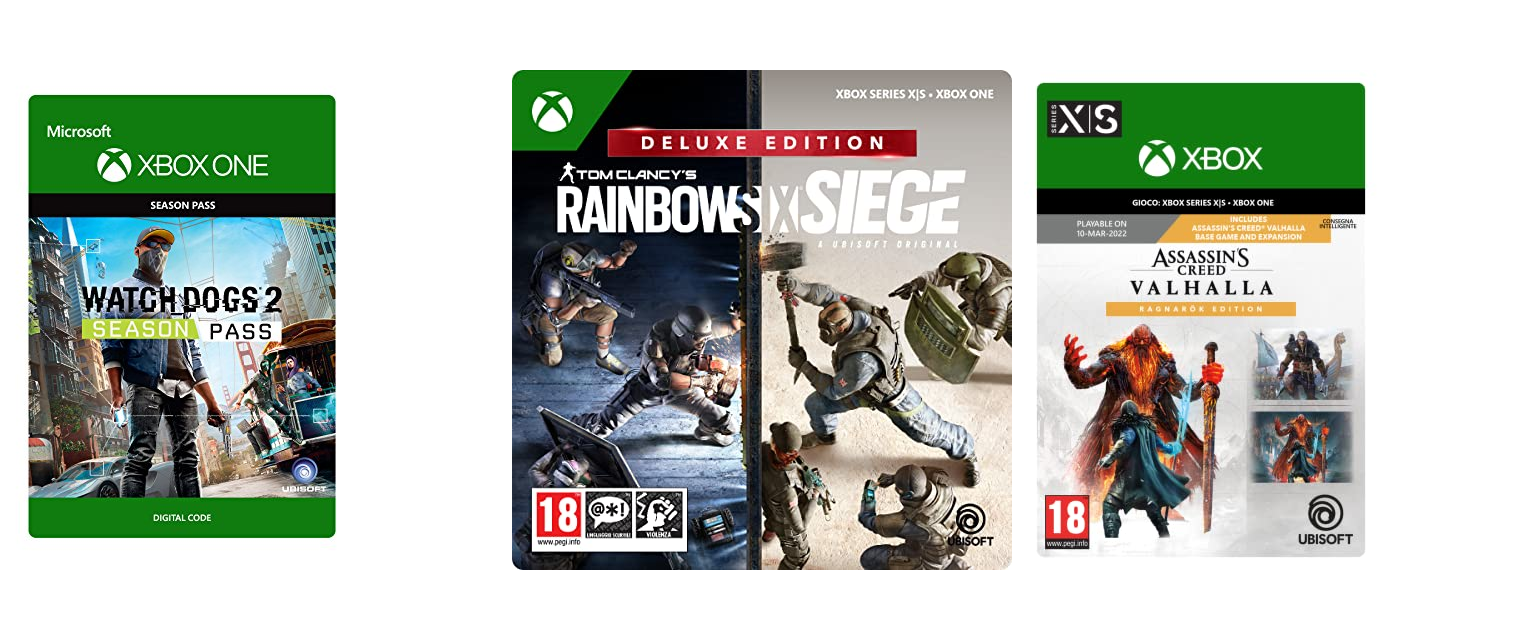 Microsoft
XBOX ONE
SEASON PASS
WATCH_DOGS 2
SEASON PASS
UBISOFT
DIGITAL CODE
XBOX SERIES X|S • XBOX ONE
DELUXE EDITION
TOM CLANCY'S
RAINBOW SIX SIEGE
A UBISOFT ORIGINAL
18
@*!
LINGUAGGIO SCURRILE
VIOLENZA
www.pegi.info
UBISOFT
SERIES X|S
XBOX
GIOCO: XBOX SERIES X|S • XBOX ONE
PLAYABLE ON
10-MAR-2022
INCLUDES
ASSASSIN'S CREED® VALHALLA
BASE GAME AND EXPANSION
CONSEGNA
INTELLIGENTE
ASSASSIN'S
CREED
VALHALLA
RAGNARÖK EDITION
18
www.pegi.info
UBISOFT